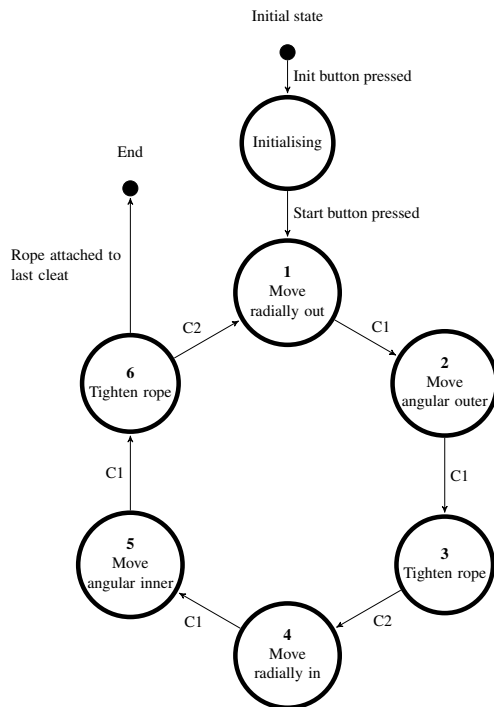 Initial state
Init button pressed
Initialising
End
Start button pressed
Rope attached to
last cleat
1
Move
radially out
C2
C1
6
Tighten rope
2
Move
angular outer
C1
C1
5
Move
angular inner
3
Tighten rope
C1
C2
4
Move
radially in